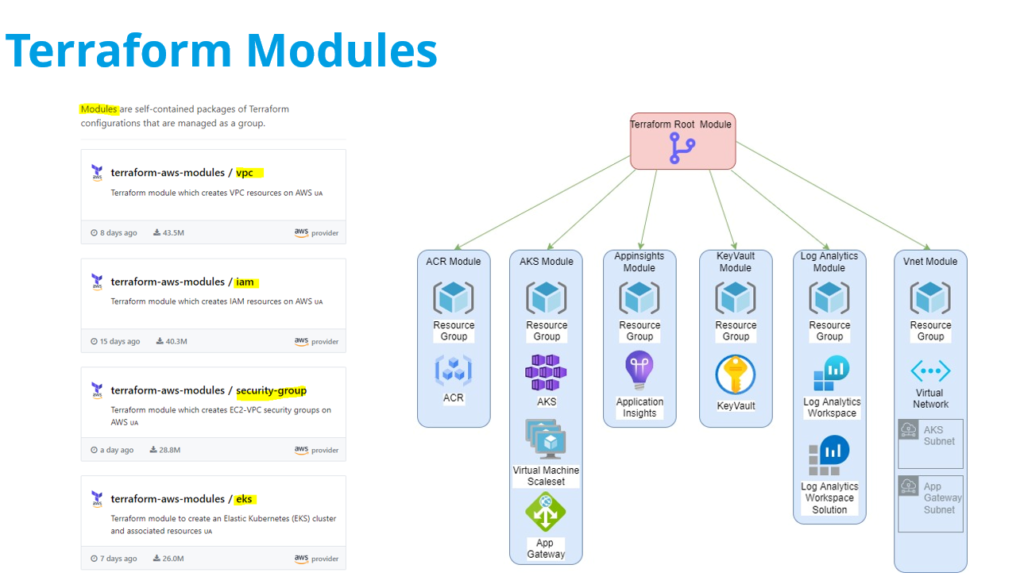 Terraform Modules
Modules are self-contained packages of Terraform
configurations that are managed as a group.
terraform-aws-modules / vpc
Terraform module which creates VPC resources on AWS UA
8 days ago 43.5M aws provider
terraform-aws-modules / iam
Terraform module which creates IAM resources on AWS UA
15 days ago 40.3M aws provider
terraform-aws-modules / security-group
Terraform module which creates EC2-VPC security groups on
AWS UA
a day ago 28.8M aws provider
terraform-aws-modules / eks
Terraform module to create an Elastic Kubernetes (EKS) cluster
and associated resources UA
7 days ago 26.0M aws provider
Terraform Root Module
ACR Module
Resource
Group
ACR
AKS Module
Resource
Group
AKS
Virtual Machine
Scaleset
App
Gateway
Appinsights
Module
Resource
Group
Application
Insights
KeyVault
Module
Resource
Group
KeyVault
Log Analytics
Module
Resource
Group
Log Analytics
Workspace
Log Analytics
Workspace
Solution
Vnet Module
Resource
Group
Virtual
Network
AKS
Subnet
App
Gateway
Subnet